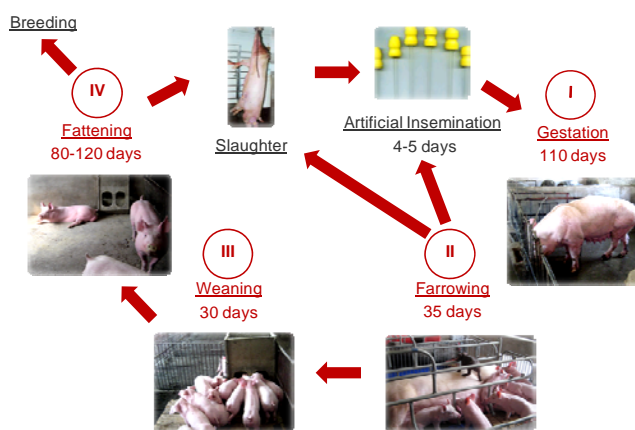 Breeding
IV
Fattening
80-120 days
Slaughter
Artificial Insemination
4-5 days
I
Gestation
110 days
III
Weaning
30 days
II
Farrowing
35 days